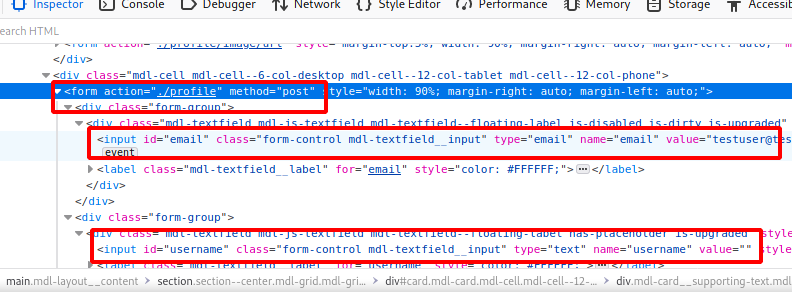 Inspector Console Debugger Network Style Editor Performance Memory Storage Accessibility
earch HTML
<form action="./profile/image/url" style="margin-top:5%; width: 90%; margin-right: auto; margin-left: auto;">
</div>
<div class="mdl-cell mdl-cell--6-col-desktop mdl-cell--12-col-tablet mdl-cell--12-col-phone">
<form action="./profile" method="post" style="width: 90%; margin-right: auto; margin-left: auto;">
<div class="form-group">
<div class="mdl-textfield mdl-js-textfield mdl-textfield--floating-label is-disabled is-dirty is-upgraded"
<input id="email" class="form-control mdl-textfield__input" type="email" name="email" value="testuser@tes
event
<label class="mdl-textfield__label" for="email" style="color: #FFFFFF;">⋯</label>
</div>
</div>
<div class="form-group">
<div class="mdl-textfield mdl-js-textfield mdl-textfield--floating-label has-placeholder is-upgraded" style
<input id="username" class="form-control mdl-textfield__input" type="text" name="username" value="" style
<label class="mdl-textfield__label" for="username" style="color: #FFFFFF;">⋯</label>
main.mdl-layout__content section.section--center.mdl-grid.mdl-gri… div#card.mdl-card.mdl-cell.mdl-cell--12-… div.mdl-card__supporting-text.mdl